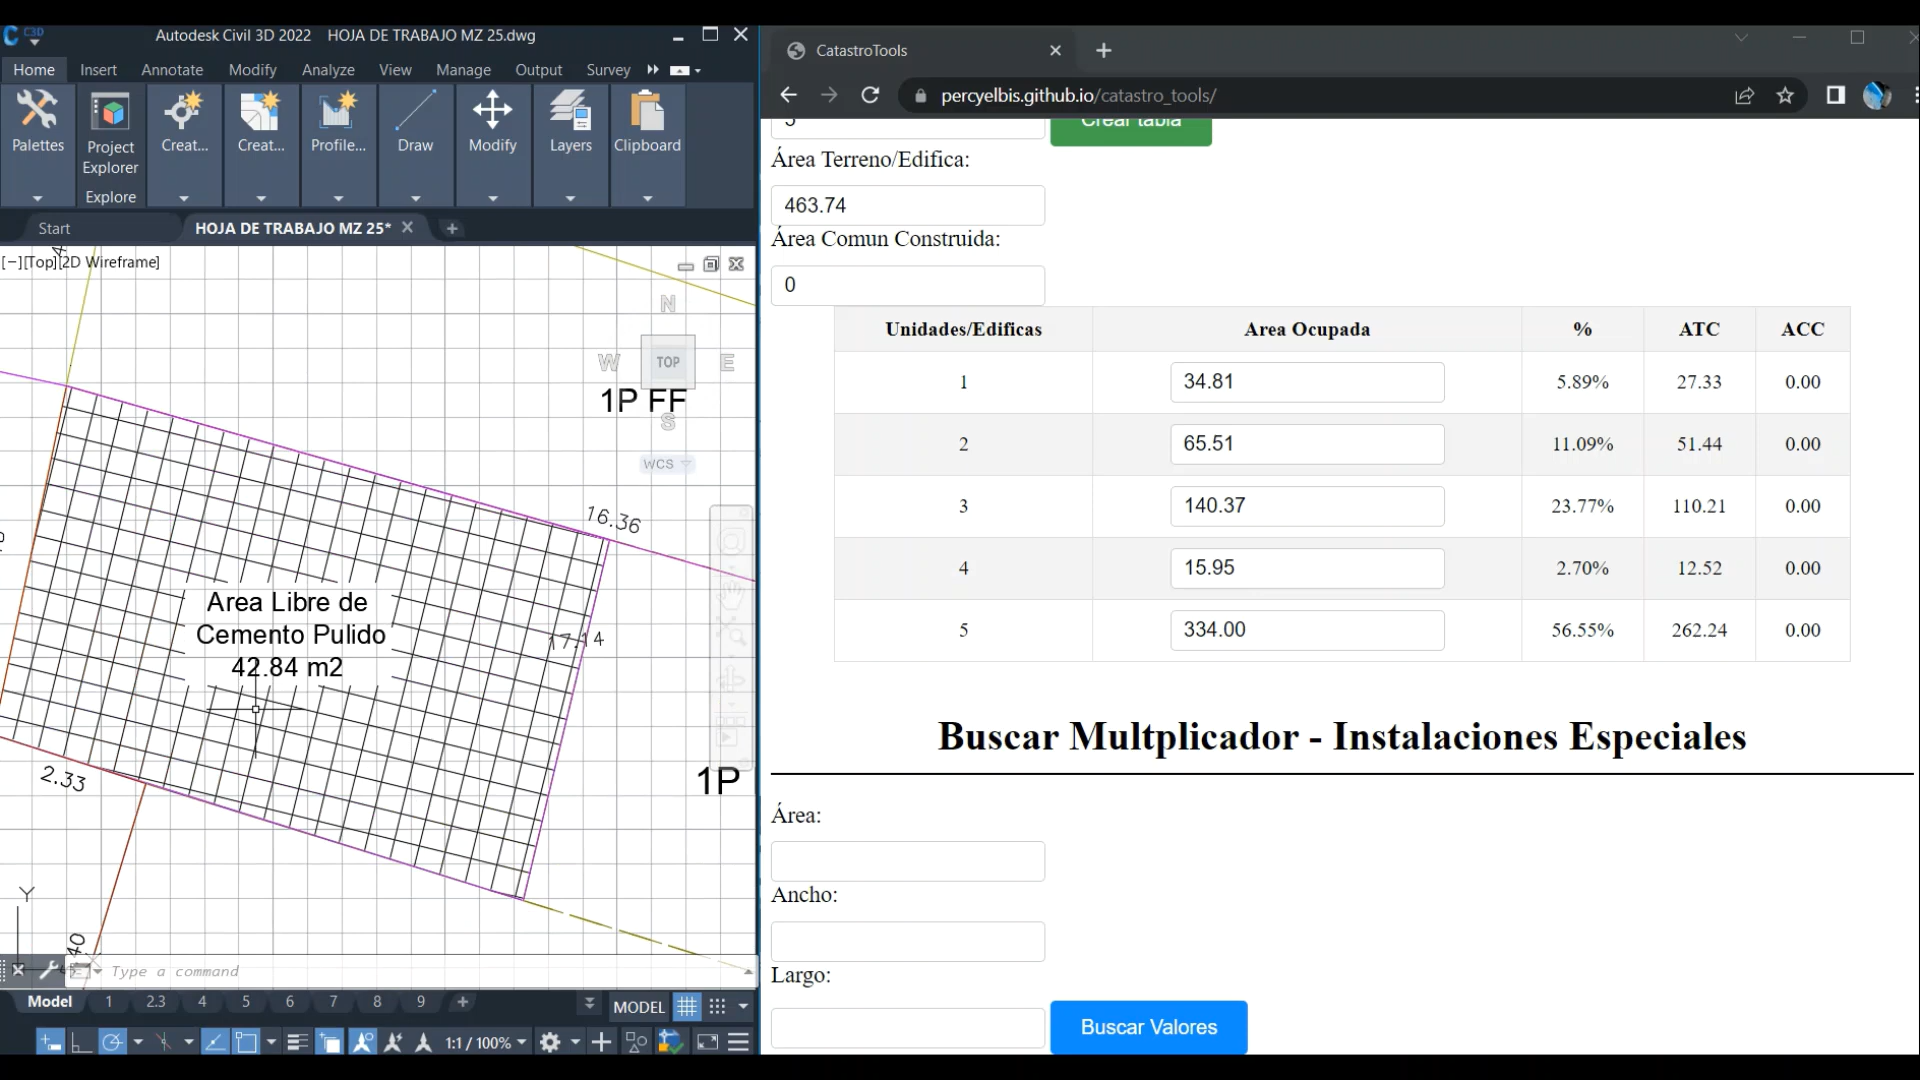 C3D
Autodesk Civil 3D 2022 HOJA DE TRABAJO MZ 25.dwg
Home Insert Annotate Modify Analyze View Manage Output Survey
Palettes
Project Explorer
Creat...
Creat...
Profile...
Draw
Modify
Layers
Clipboard
Explore
Start
HOJA DE TRABAJO MZ 25*
[−][Top][2D Wireframe]
N
W
TOP
E
S
1P FF
WCS
16.36
Area Libre de
Cemento Pulido
42.84 m2
17.14
2.33
1P
Y
Type a command
Model 1 2.3 4 5 6 7 8 9
MODEL
1:1 / 100%
CatastroTools
percyelbis.github.io/catastro_tools/
Crear tabla
Área Terreno/Edifica:
463.74
Área Comun Construida:
0
Unidades/Edificas Area Ocupada % ATC ACC
1 34.81 5.89% 27.33 0.00
2 65.51 11.09% 51.44 0.00
3 140.37 23.77% 110.21 0.00
4 15.95 2.70% 12.52 0.00
5 334.00 56.55% 262.24 0.00
Buscar Multplicador - Instalaciones Especiales
Área:
Ancho:
Largo:
Buscar Valores